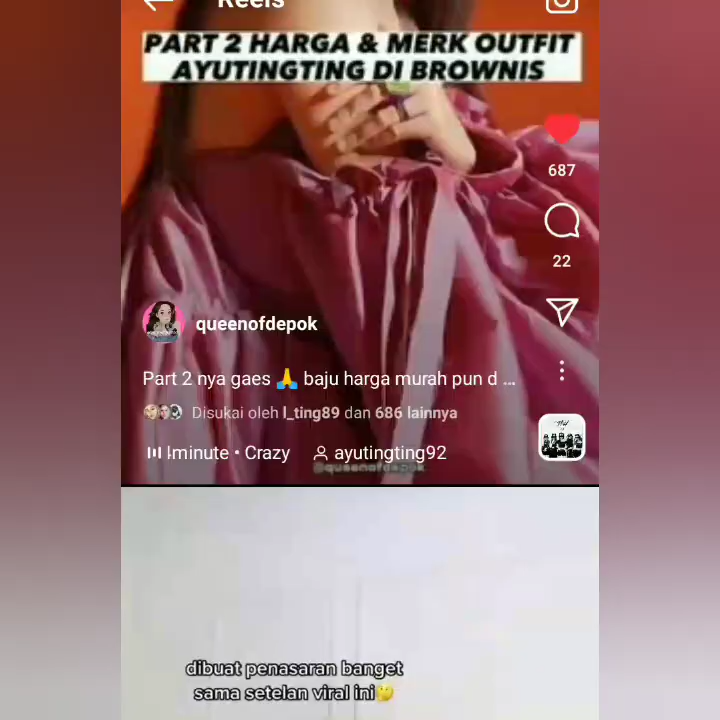 Reels
PART 2 HARGA & MERK OUTFIT
AYUTINGTING DI BROWNIS
687
22
queenofdepok
Part 2 nya gaes 🙏 baju harga murah pun d ...
Disukai oleh l_ting89 dan 686 lainnya
4minute • Crazy
ayutingting92
@queenofdepok
dibuat penasaran banget
sama setelan viral ini🤔